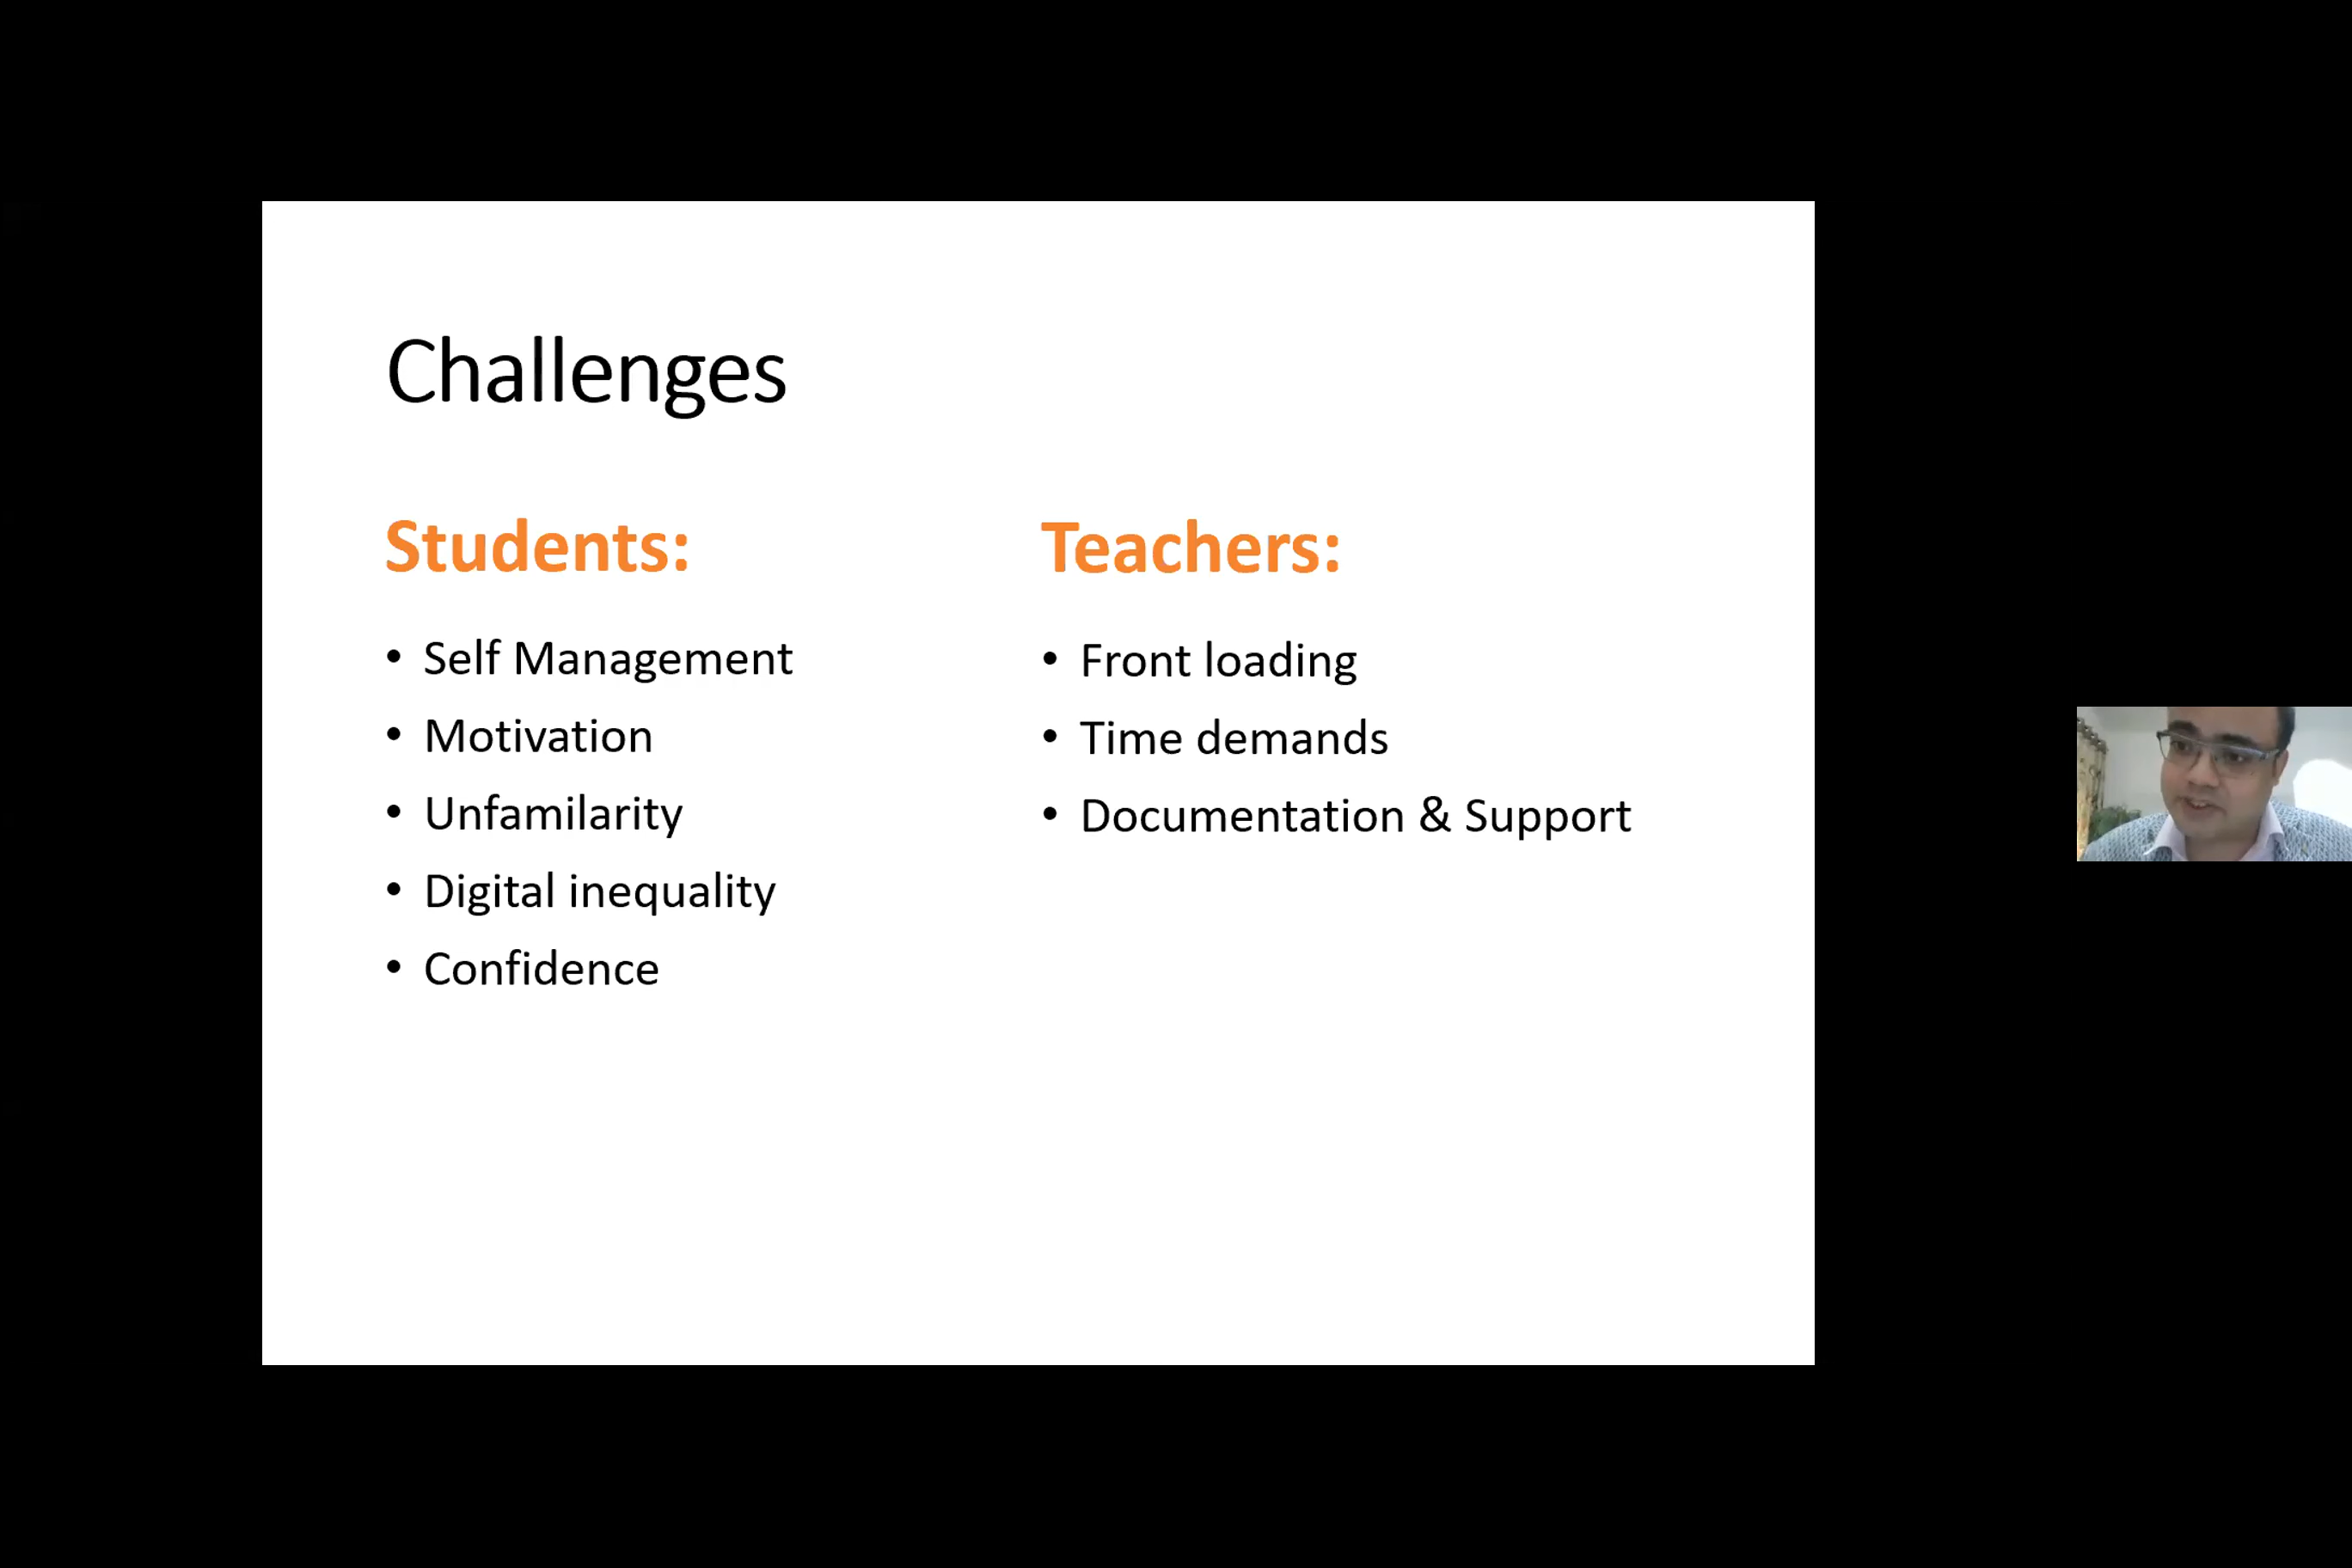 Challenges
Students:
• Self Management
• Motivation
• Unfamilarity
• Digital inequality
• Confidence
Teachers:
• Front loading
• Time demands
• Documentation & Support